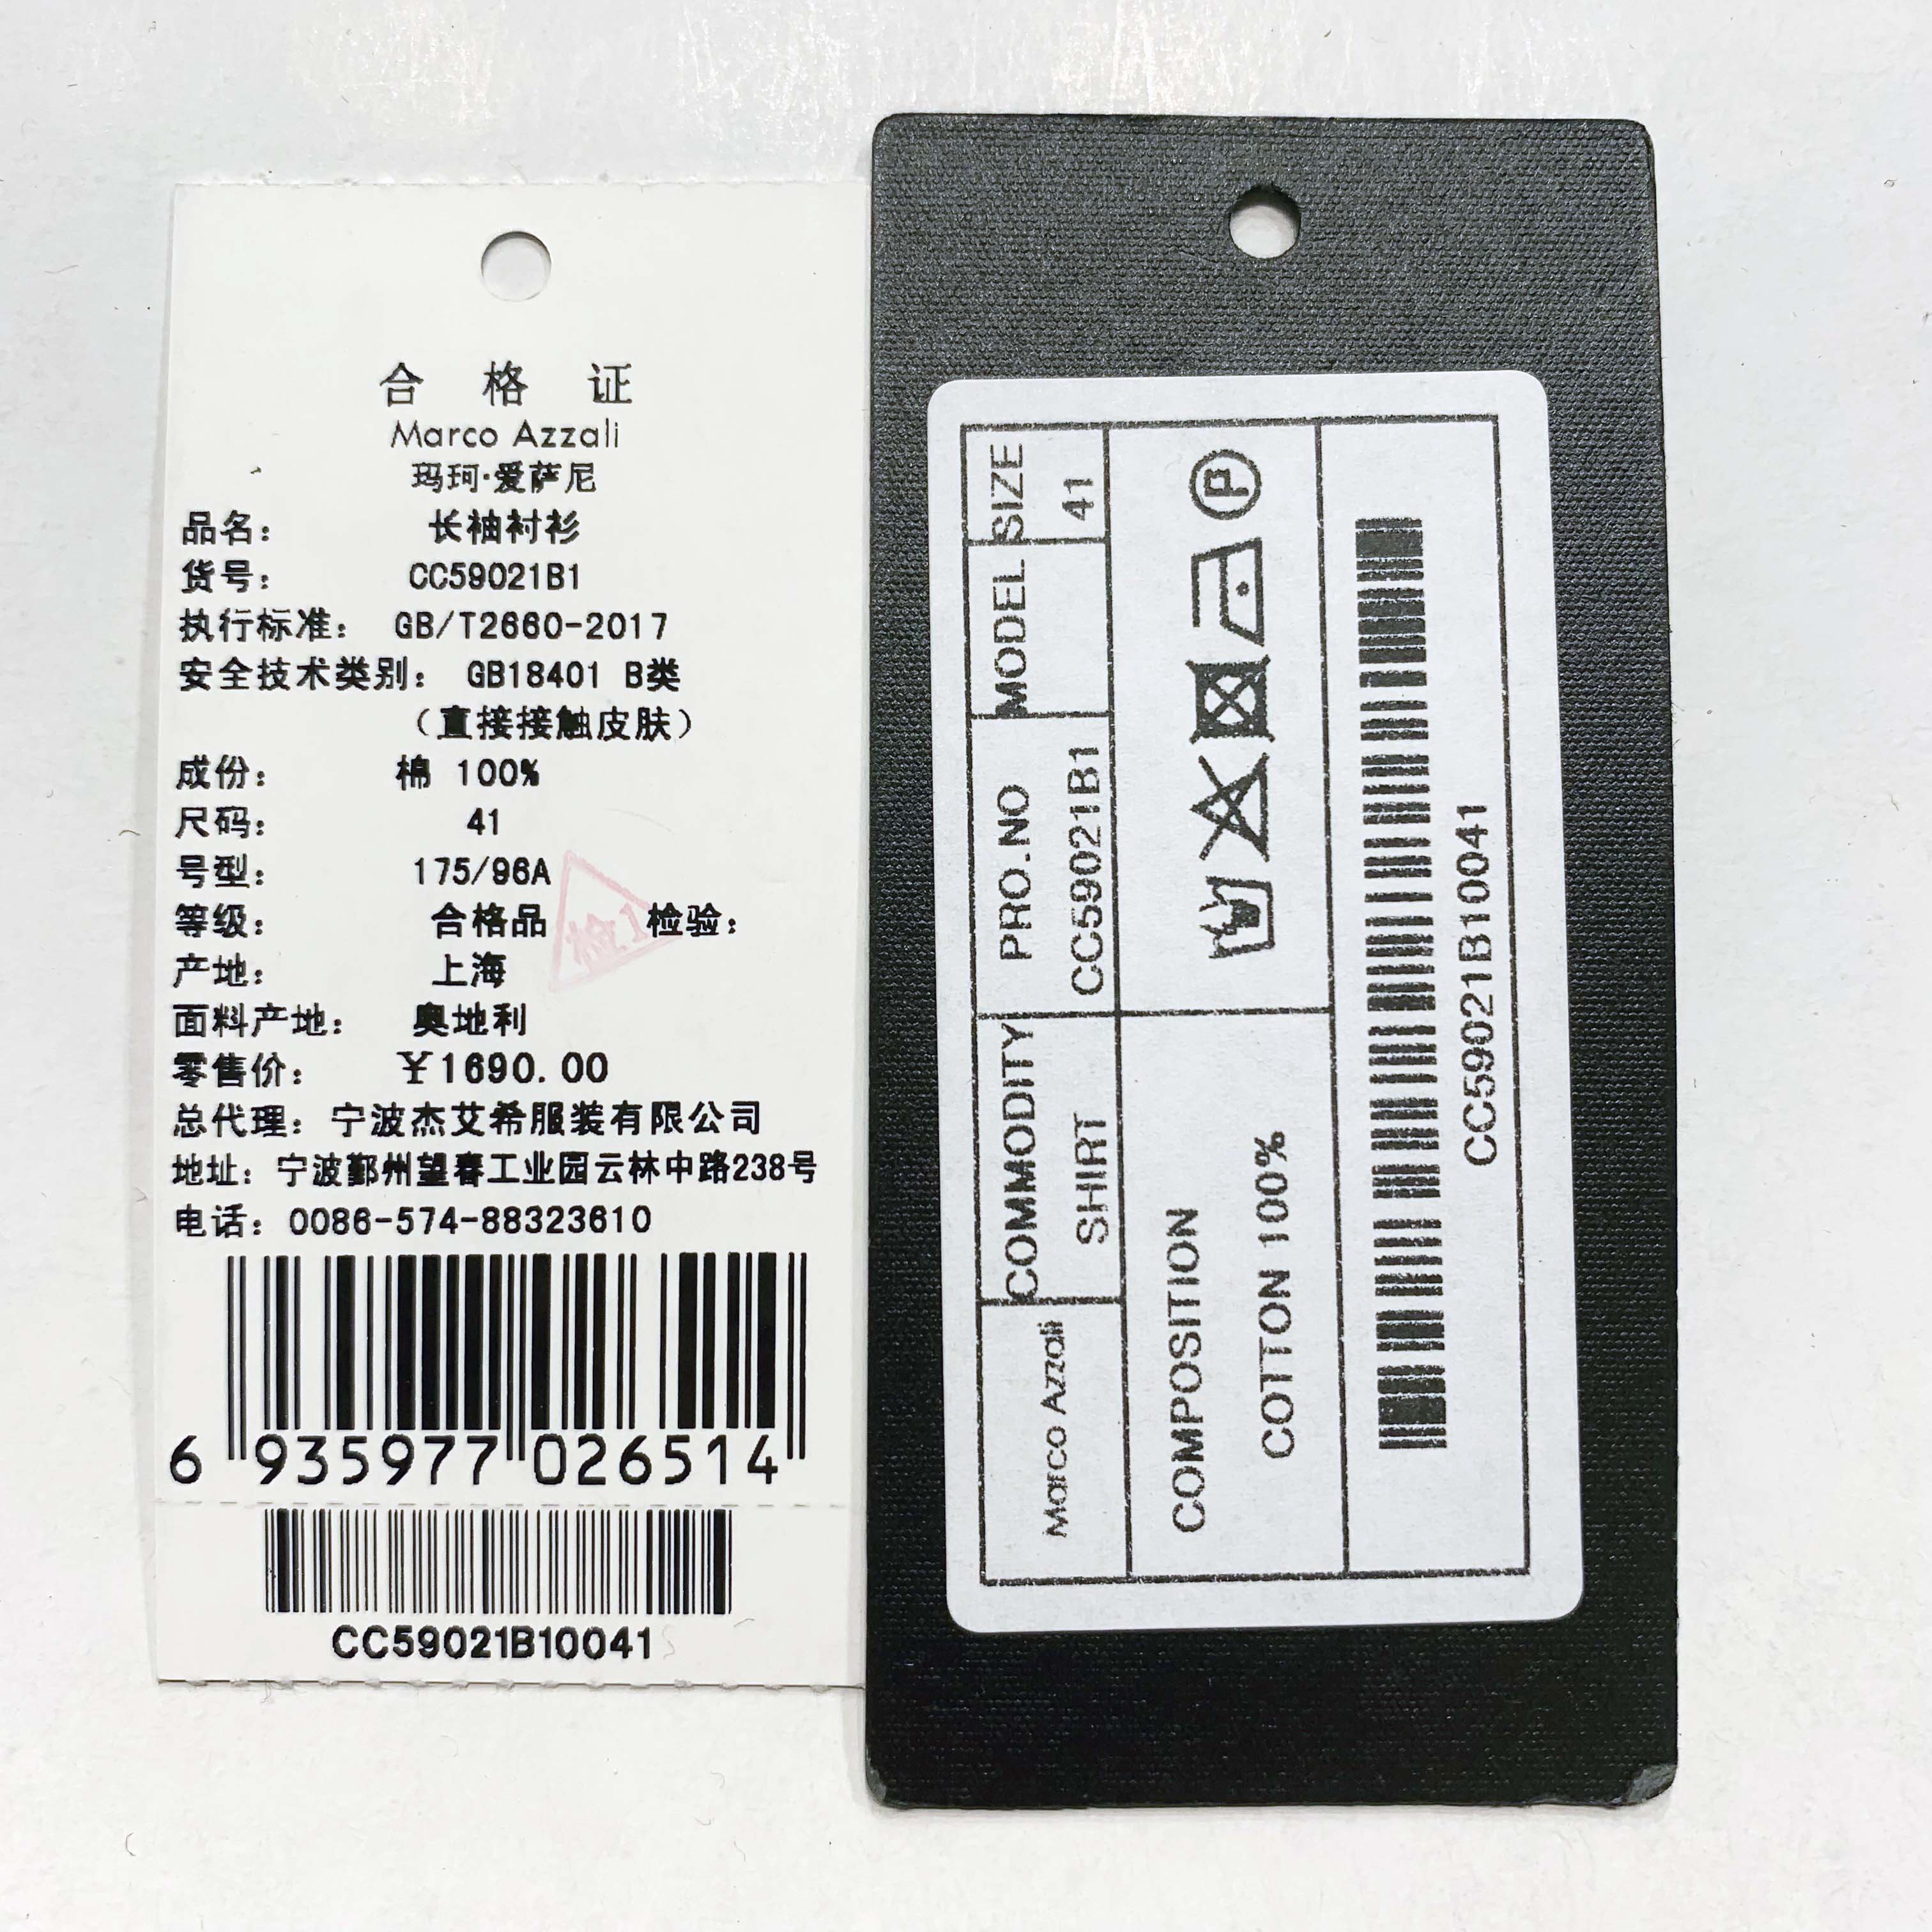 合格证
Marco Azzali
玛珂·爱萨尼
品名： 长袖衬衫
货号： CC59021B1
执行标准： GB/T2660-2017
安全技术类别： GB18401 B类
（直接接触皮肤）
成份： 棉 100%
尺码： 41
号型： 175/96A
等级： 合格品 检验：
检1
产地： 上海
面料产地： 奥地利
零售价： ￥1690.00
总代理：宁波杰艾希服装有限公司
地址：宁波鄞州望春工业园云林中路238号
电话：0086-574-88323610
6 935977 026514
CC59021B10041
Marco Azzali
COMMODITY PRO.NO MODEL SIZE
SHIRT CC59021B1 41
COMPOSITION
COTTON 100%
P
CC59021B10041